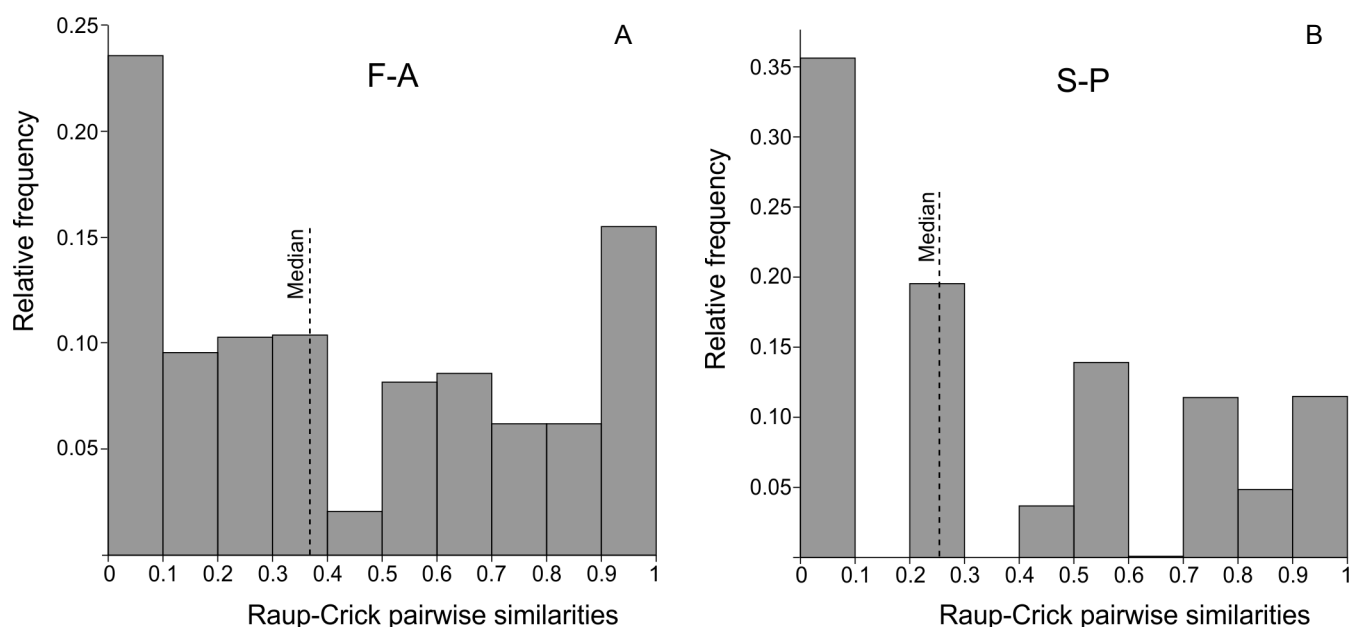 A
F-A
Relative frequency
0.25
0.20
0.15
0.10
0.05
Median
0 0.1 0.2 0.3 0.4 0.5 0.6 0.7 0.8 0.9 1
Raup-Crick pairwise similarities
B
S-P
Relative frequency
0.35
0.30
0.25
0.20
0.15
0.10
0.05
Median
0 0.1 0.2 0.3 0.4 0.5 0.6 0.7 0.8 0.9 1
Raup-Crick pairwise similarities